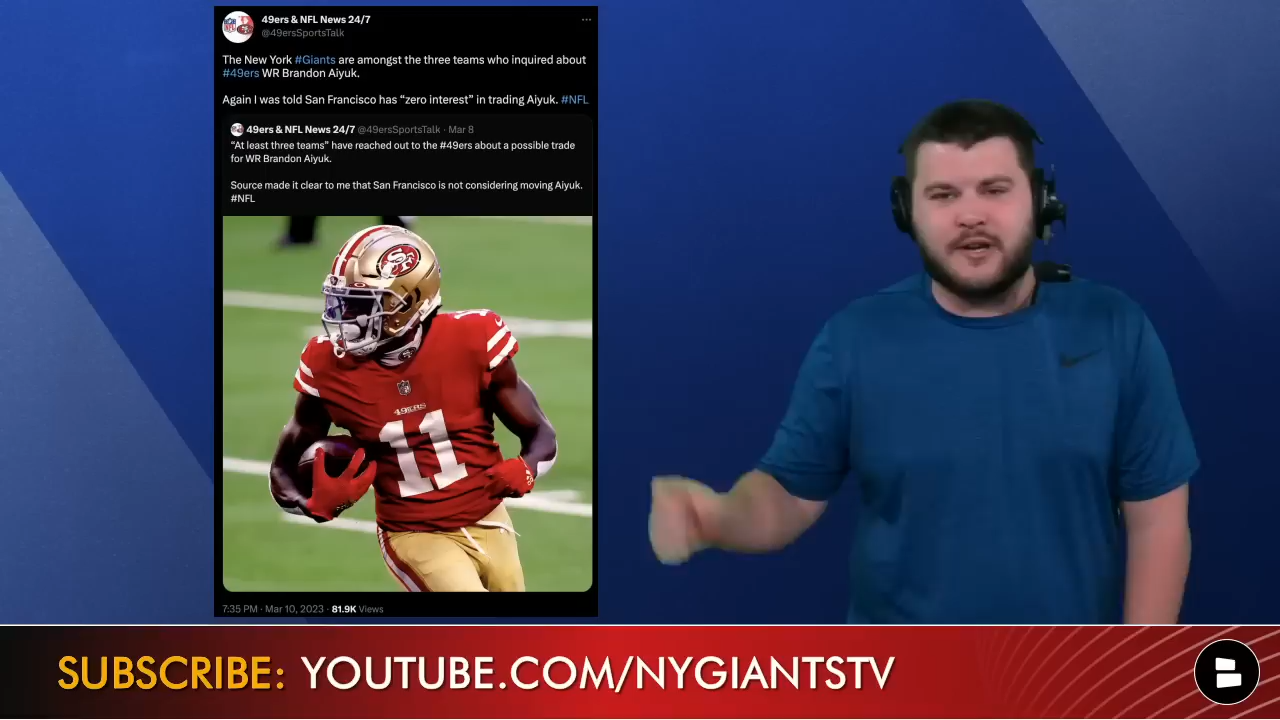 49ers & NFL News 24/7
@49ersSportsTalk
The New York #Giants are amongst the three teams who inquired about
#49ers WR Brandon Aiyuk.
Again I was told San Francisco has “zero interest” in trading Aiyuk. #NFL
49ers & NFL News 24/7 @49ersSportsTalk · Mar 8
“At least three teams” have reached out to the #49ers about a possible trade
for WR Brandon Aiyuk.
Source made it clear to me that San Francisco is not considering moving Aiyuk.
#NFL
SF
11
49ERS
11
7:35 PM · Mar 10, 2023 · 81.9K Views
SUBSCRIBE: YOUTUBE.COM/NYGIANTSTV